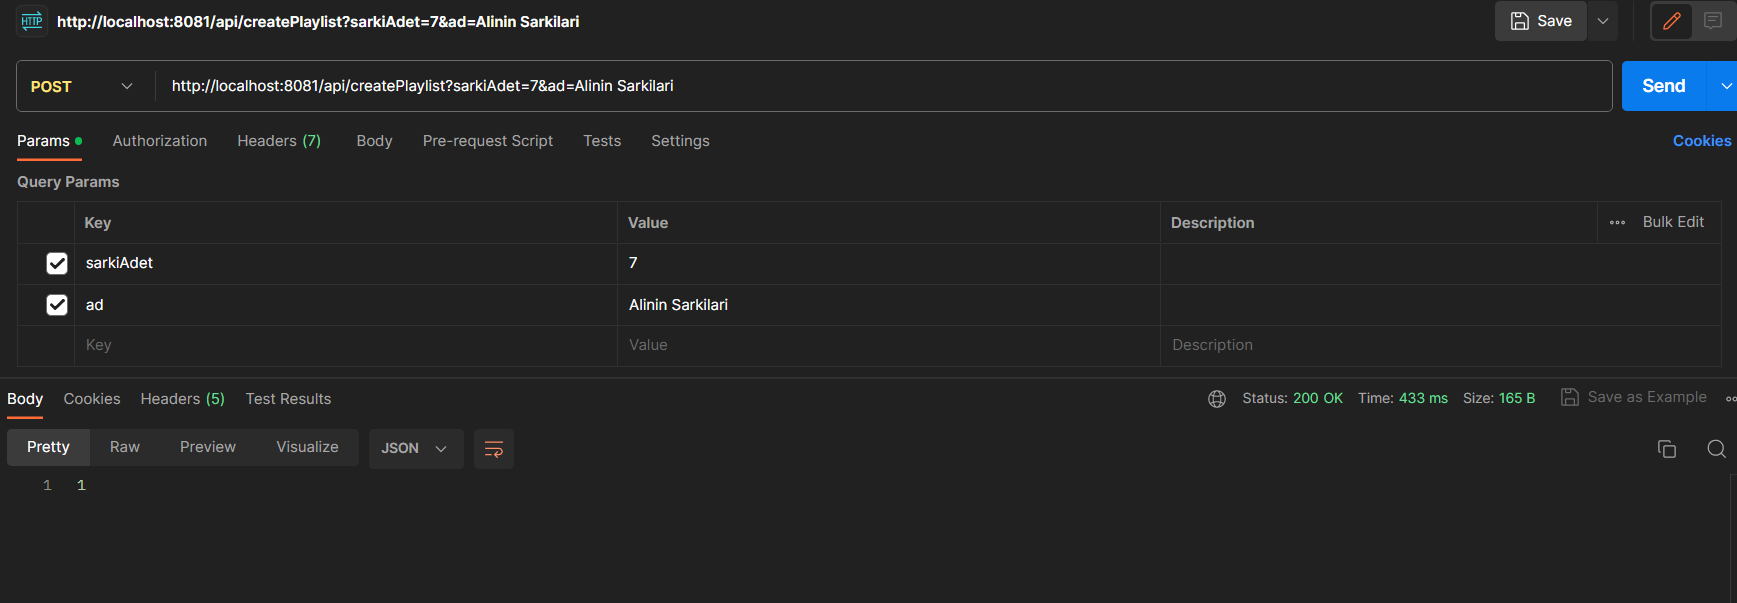 HTTP http://localhost:8081/api/createPlaylist?sarkiAdet=7&ad=Alinin Sarkilari Save
POST http://localhost:8081/api/createPlaylist?sarkiAdet=7&ad=Alinin Sarkilari Send
Params Authorization Headers (7) Body Pre-request Script Tests Settings Cookies
Query Params
Key Value Description Bulk Edit
sarkiAdet 7
ad Alinin Sarkilari
Key Value Description
Body Cookies Headers (5) Test Results Status: 200 OK Time: 433 ms Size: 165 B Save as Example
Pretty Raw Preview Visualize JSON
1 1